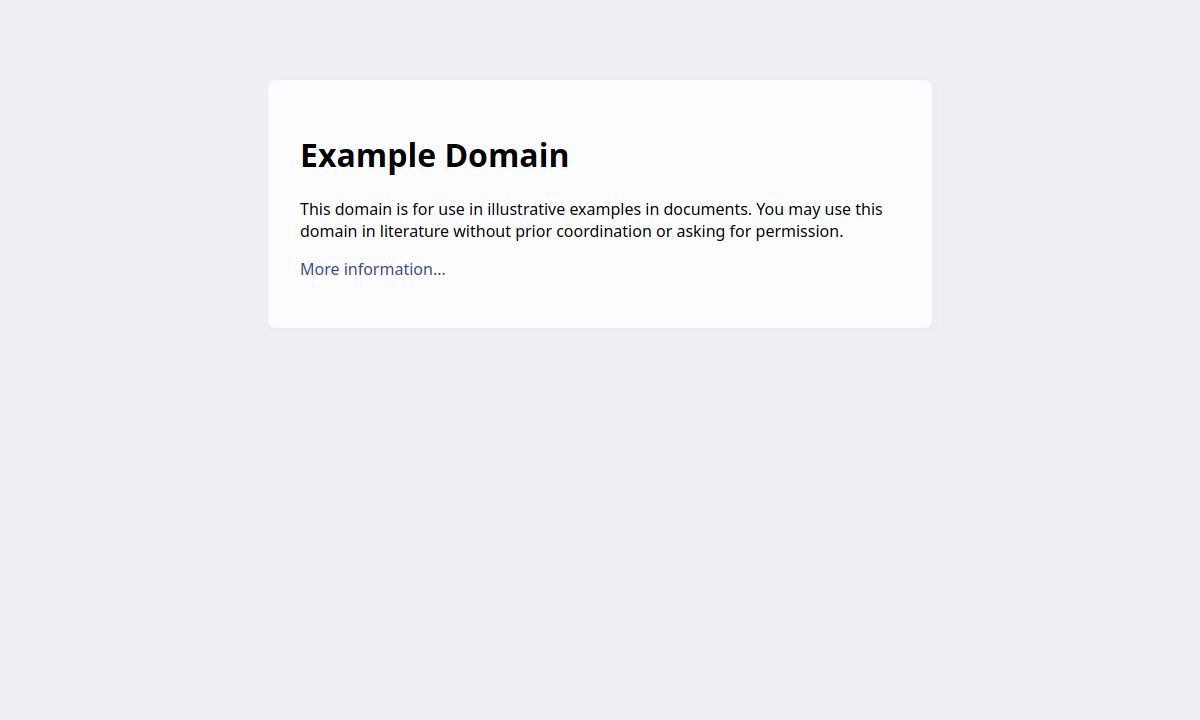 Example Domain
This domain is for use in illustrative examples in documents. You may use this
domain in literature without prior coordination or asking for permission.
More information...